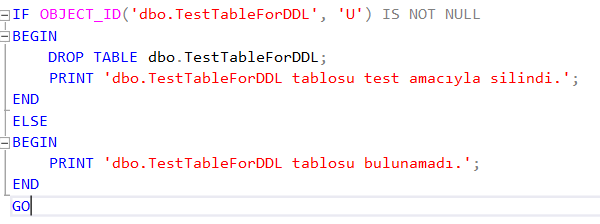 IF OBJECT_ID('dbo.TestTableForDDL', 'U') IS NOT NULL
BEGIN
    DROP TABLE dbo.TestTableForDDL;
    PRINT 'dbo.TestTableForDDL tablosu test amacıyla silindi.';
END
ELSE
BEGIN
    PRINT 'dbo.TestTableForDDL tablosu bulunamadı.';
END
GO